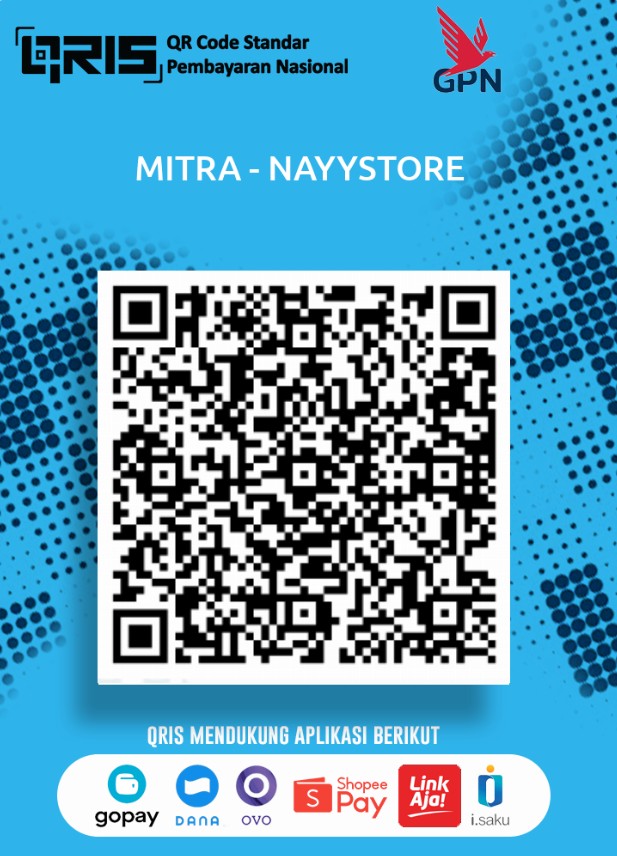 QRIS
QR Code Standar
Pembayaran Nasional
GPN
MITRA - NAYYSTORE
QRIS MENDUKUNG APLIKASI BERIKUT
gopay
DANA
OVO
S
Shopee
Pay
Link
Aja!
i.saku